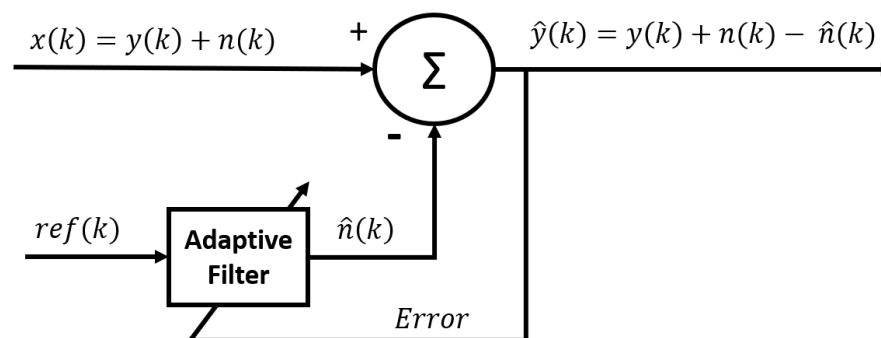 x(k) = y(k) + n(k)
+
Σ
ŷ(k) = y(k) + n(k) − n̂(k)
-
ref(k)
Adaptive
Filter
n̂(k)
Error